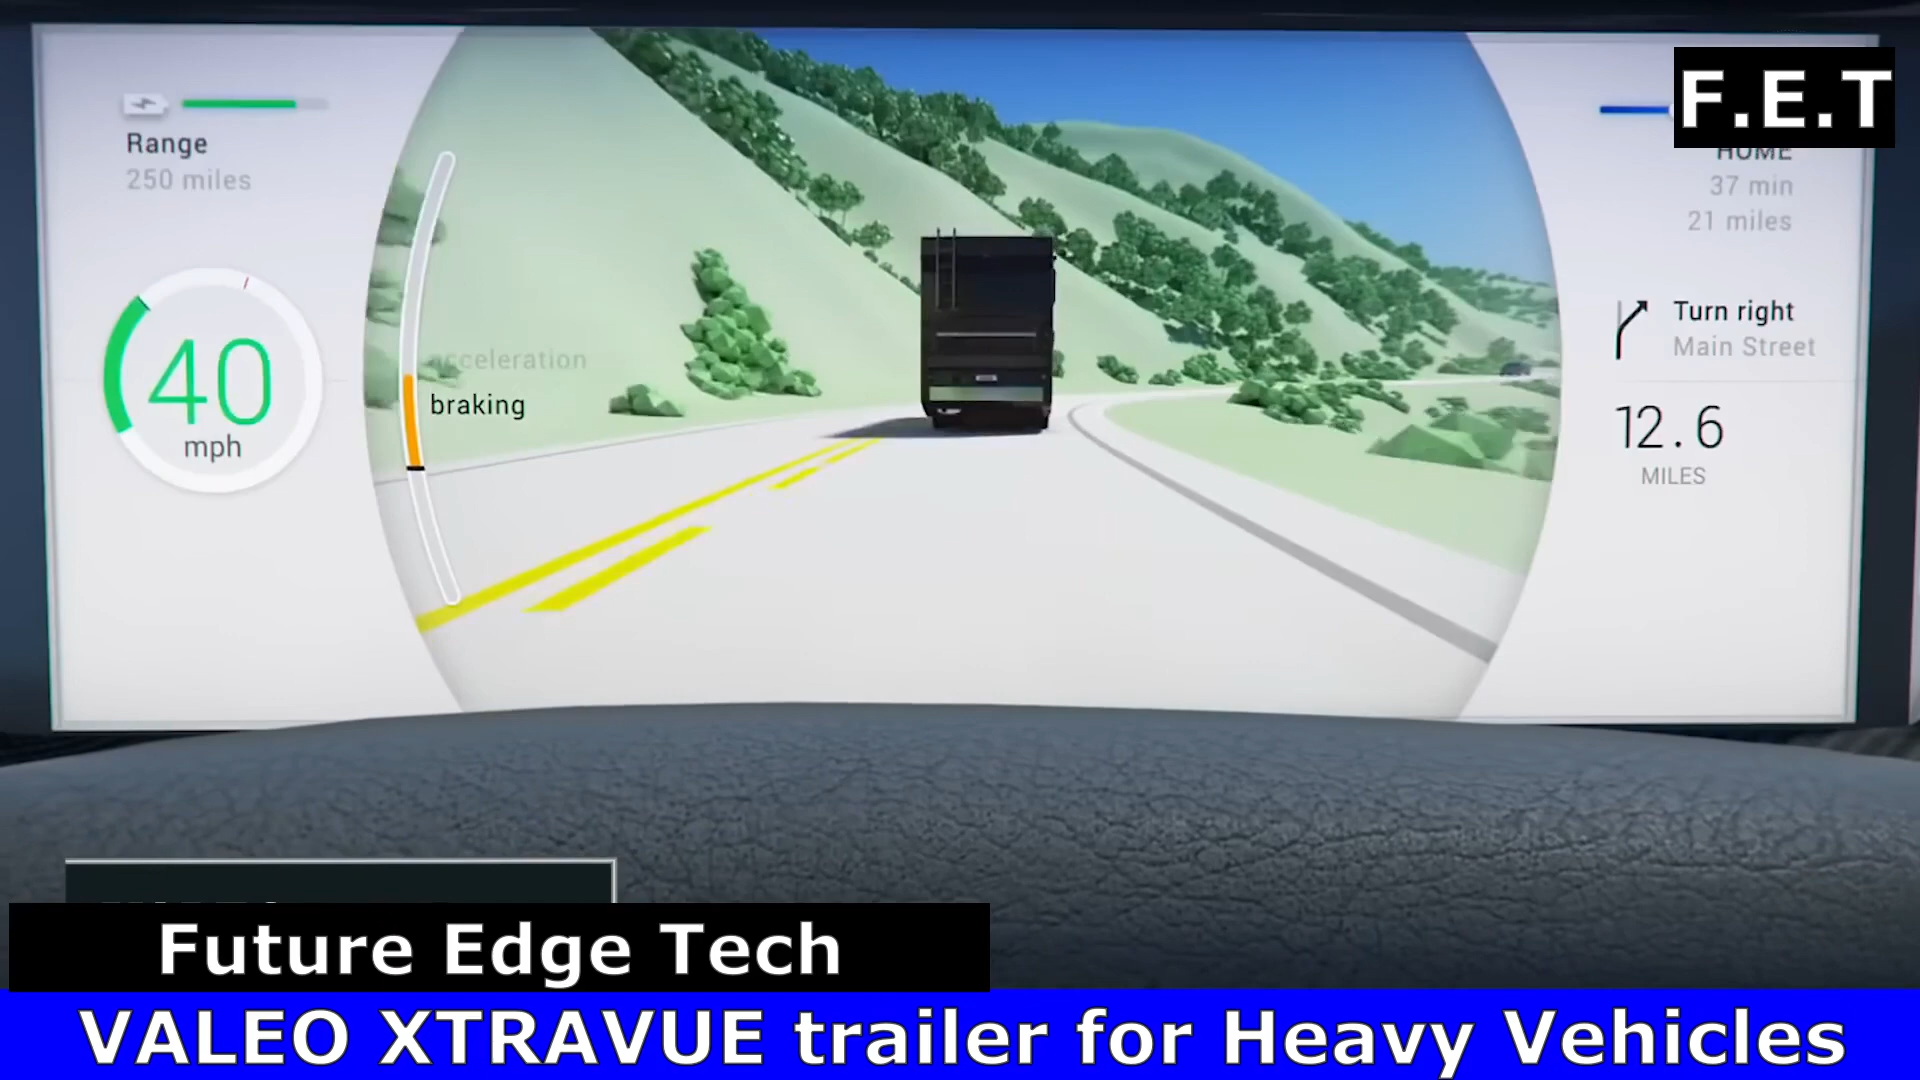 F.E.T
Range
250 miles
HOME
37 min
21 miles
40
mph
acceleration
braking
Turn right
Main Street
12.6
MILES
Future Edge Tech
VALEO XTRAVUE trailer for Heavy Vehicles